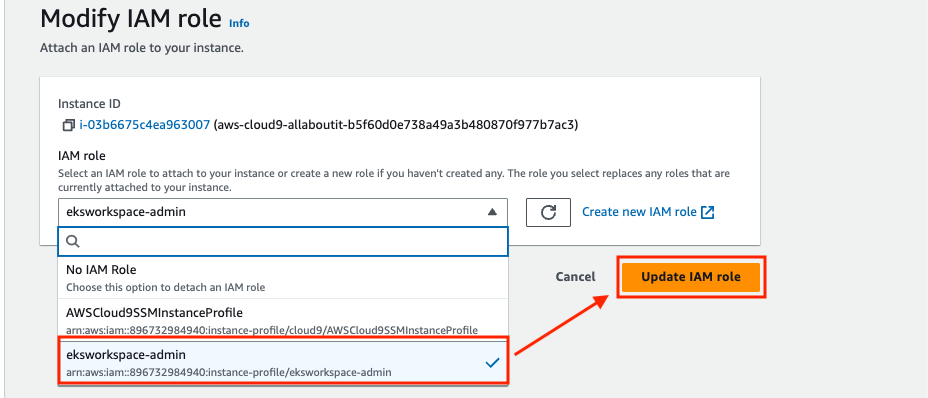 Modify IAM role Info
Attach an IAM role to your instance.
Instance ID
i-03b6675c4ea963007 (aws-cloud9-allaboutit-b5f60d0e738a49a3b480870f977b7ac3)
IAM role
Select an IAM role to attach to your instance or create a new role if you haven't created any. The role you select replaces any roles that are
currently attached to your instance.
eksworkspace-admin
Create new IAM role
No IAM Role
Choose this option to detach an IAM role
Cancel
Update IAM role
AWSCloud9SSMInstanceProfile
arn:aws:iam::896732984940:instance-profile/cloud9/AWSCloud9SSMInstanceProfile
eksworkspace-admin
arn:aws:iam::896732984940:instance-profile/eksworkspace-admin